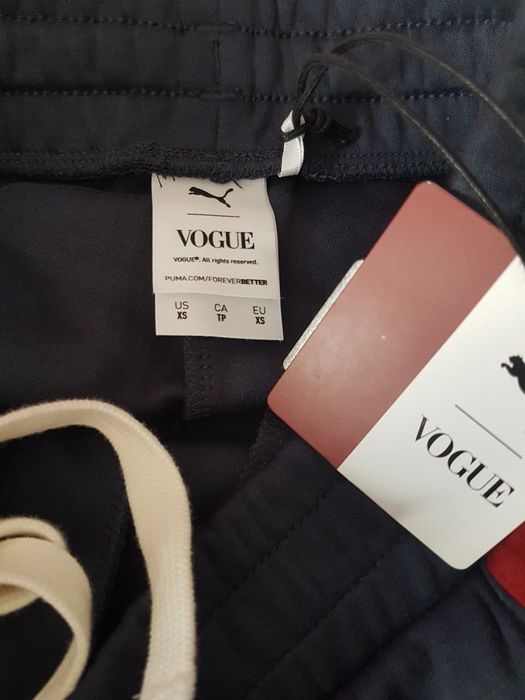 VOGUE
VOGUE®. All rights reserved.
PUMA.COM/FOREVERBETTER
US CA EU
XS TP XS
VOGUE